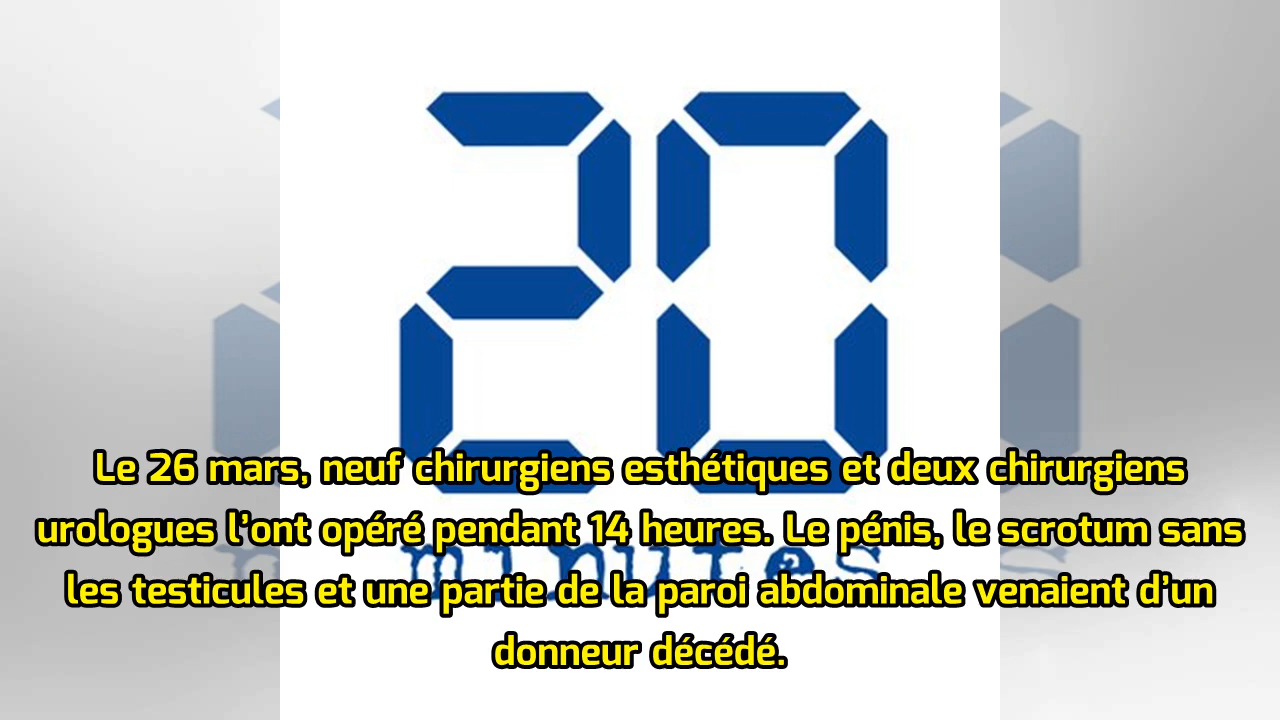 20
minutes
Le 26 mars, neuf chirurgiens esthétiques et deux chirurgiens
urologues l’ont opéré pendant 14 heures. Le pénis, le scrotum sans
les testicules et une partie de la paroi abdominale venaient d’un
donneur décédé.